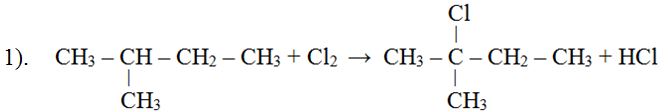 Cl
|
1). CH₃ – CH – CH₂ – CH₃ + Cl₂ → CH₃ – C – CH₂ – CH₃ + HCl
| |
CH₃ CH₃